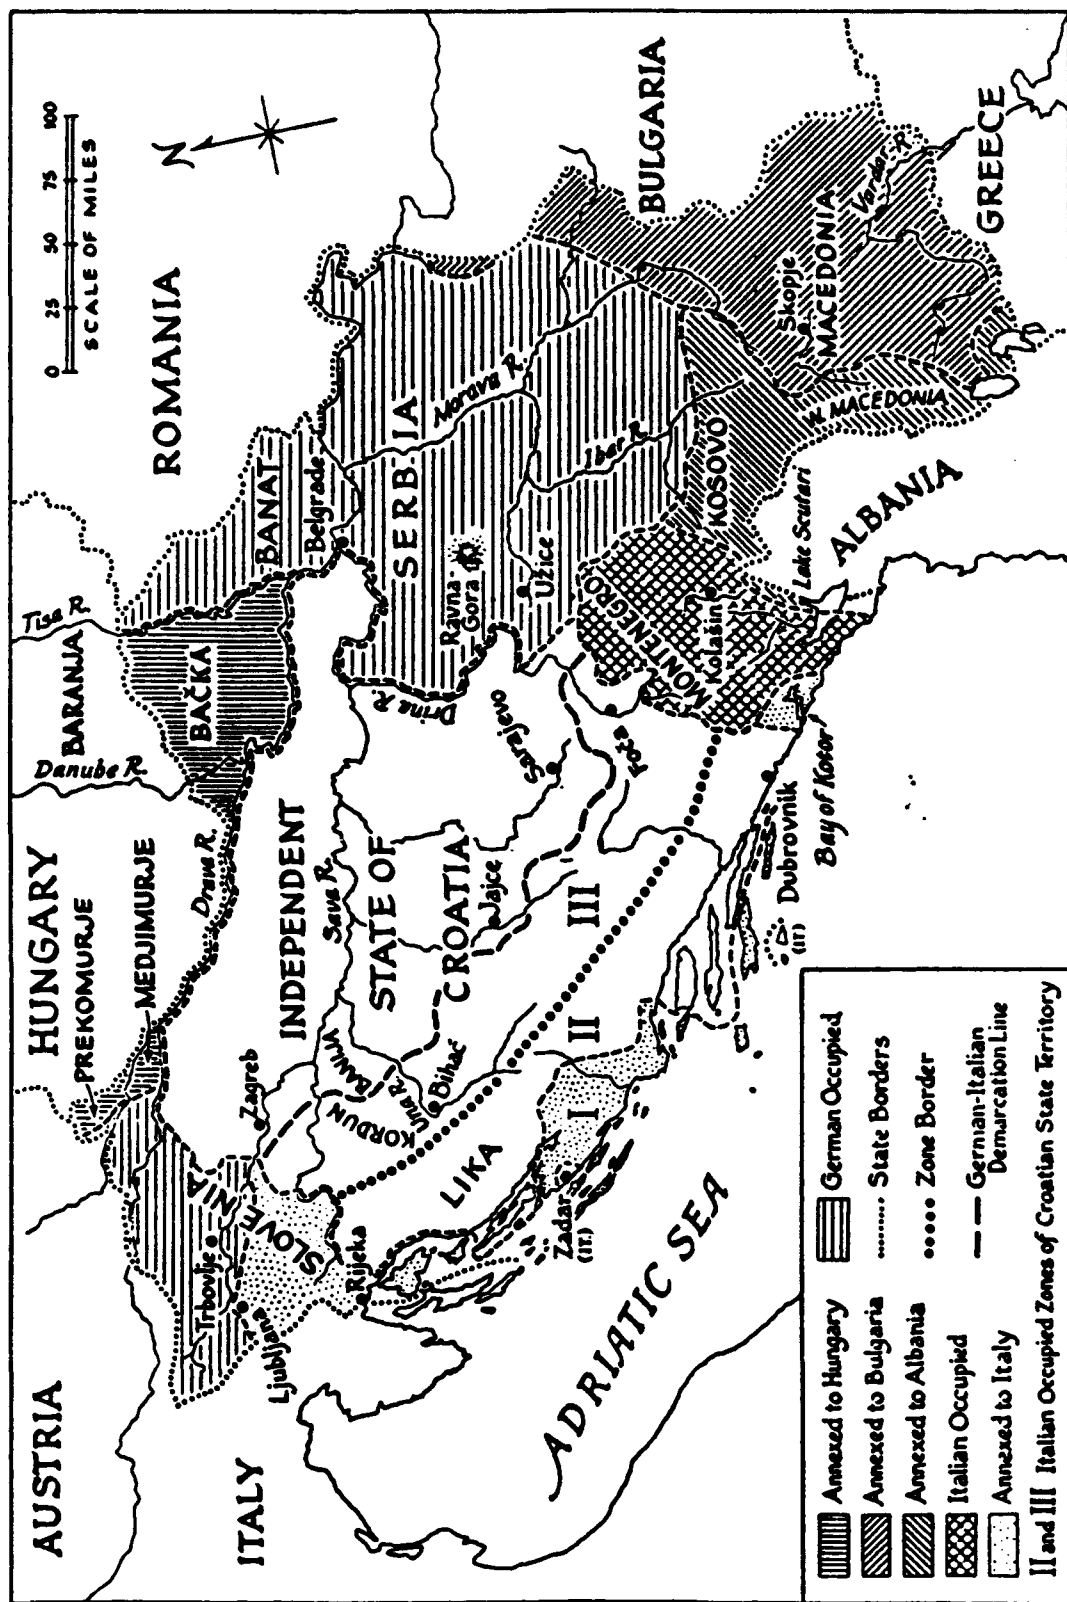 AUSTRIA
HUNGARY
ROMANIA
SCALE OF MILES
0 25 50 75 100
N
PREKOMURJE
MEDJIMURJE
BARANJA
Danube R.
Tisa R.
BAČKA
BANAT
Belgrade
Drava R.
ITALY
SLOVENIA
Trbovlje
Ljubljana
Rijeka
Zagreb
INDEPENDENT
STATE OF
CROATIA
Sava R.
KORDUN
BANIJA
Una R.
Bihać
LIKA
Jajce
Sarajevo
Foča
Drina R.
SERBIA
Ravna
Gora
Užice
Morava R.
Ibar R.
BULGARIA
MONTENEGRO
Kolašin
KOSOVO
Skopje
MACEDONIA
W. MACEDONIA
Vardar R.
GREECE
ALBANIA
Lake Scutari
Bay of Kotor
Dubrovnik
(IT.)
Zadar
(IT.)
I
II
III
ADRIATIC SEA
Annexed to Hungary
Annexed to Bulgaria
Annexed to Albania
Italian Occupied
Annexed to Italy
German Occupied
State Borders
Zone Border
German-Italian
Demarcation Line
II and III Italian Occupied Zones of Croatian State Territory